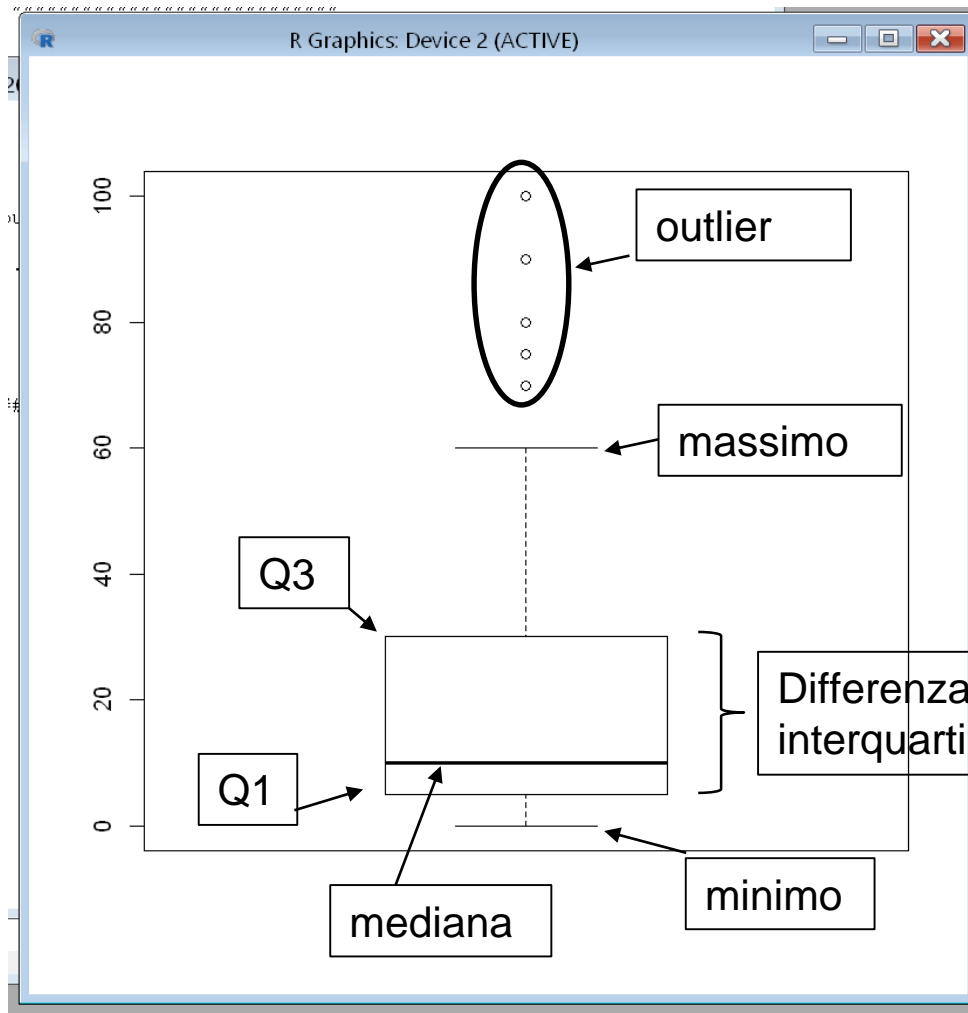 R Graphics: Device 2 (ACTIVE)
100
80
60
40
20
0
outlier
massimo
Q3
Differenza
interquarti
Q1
mediana
minimo